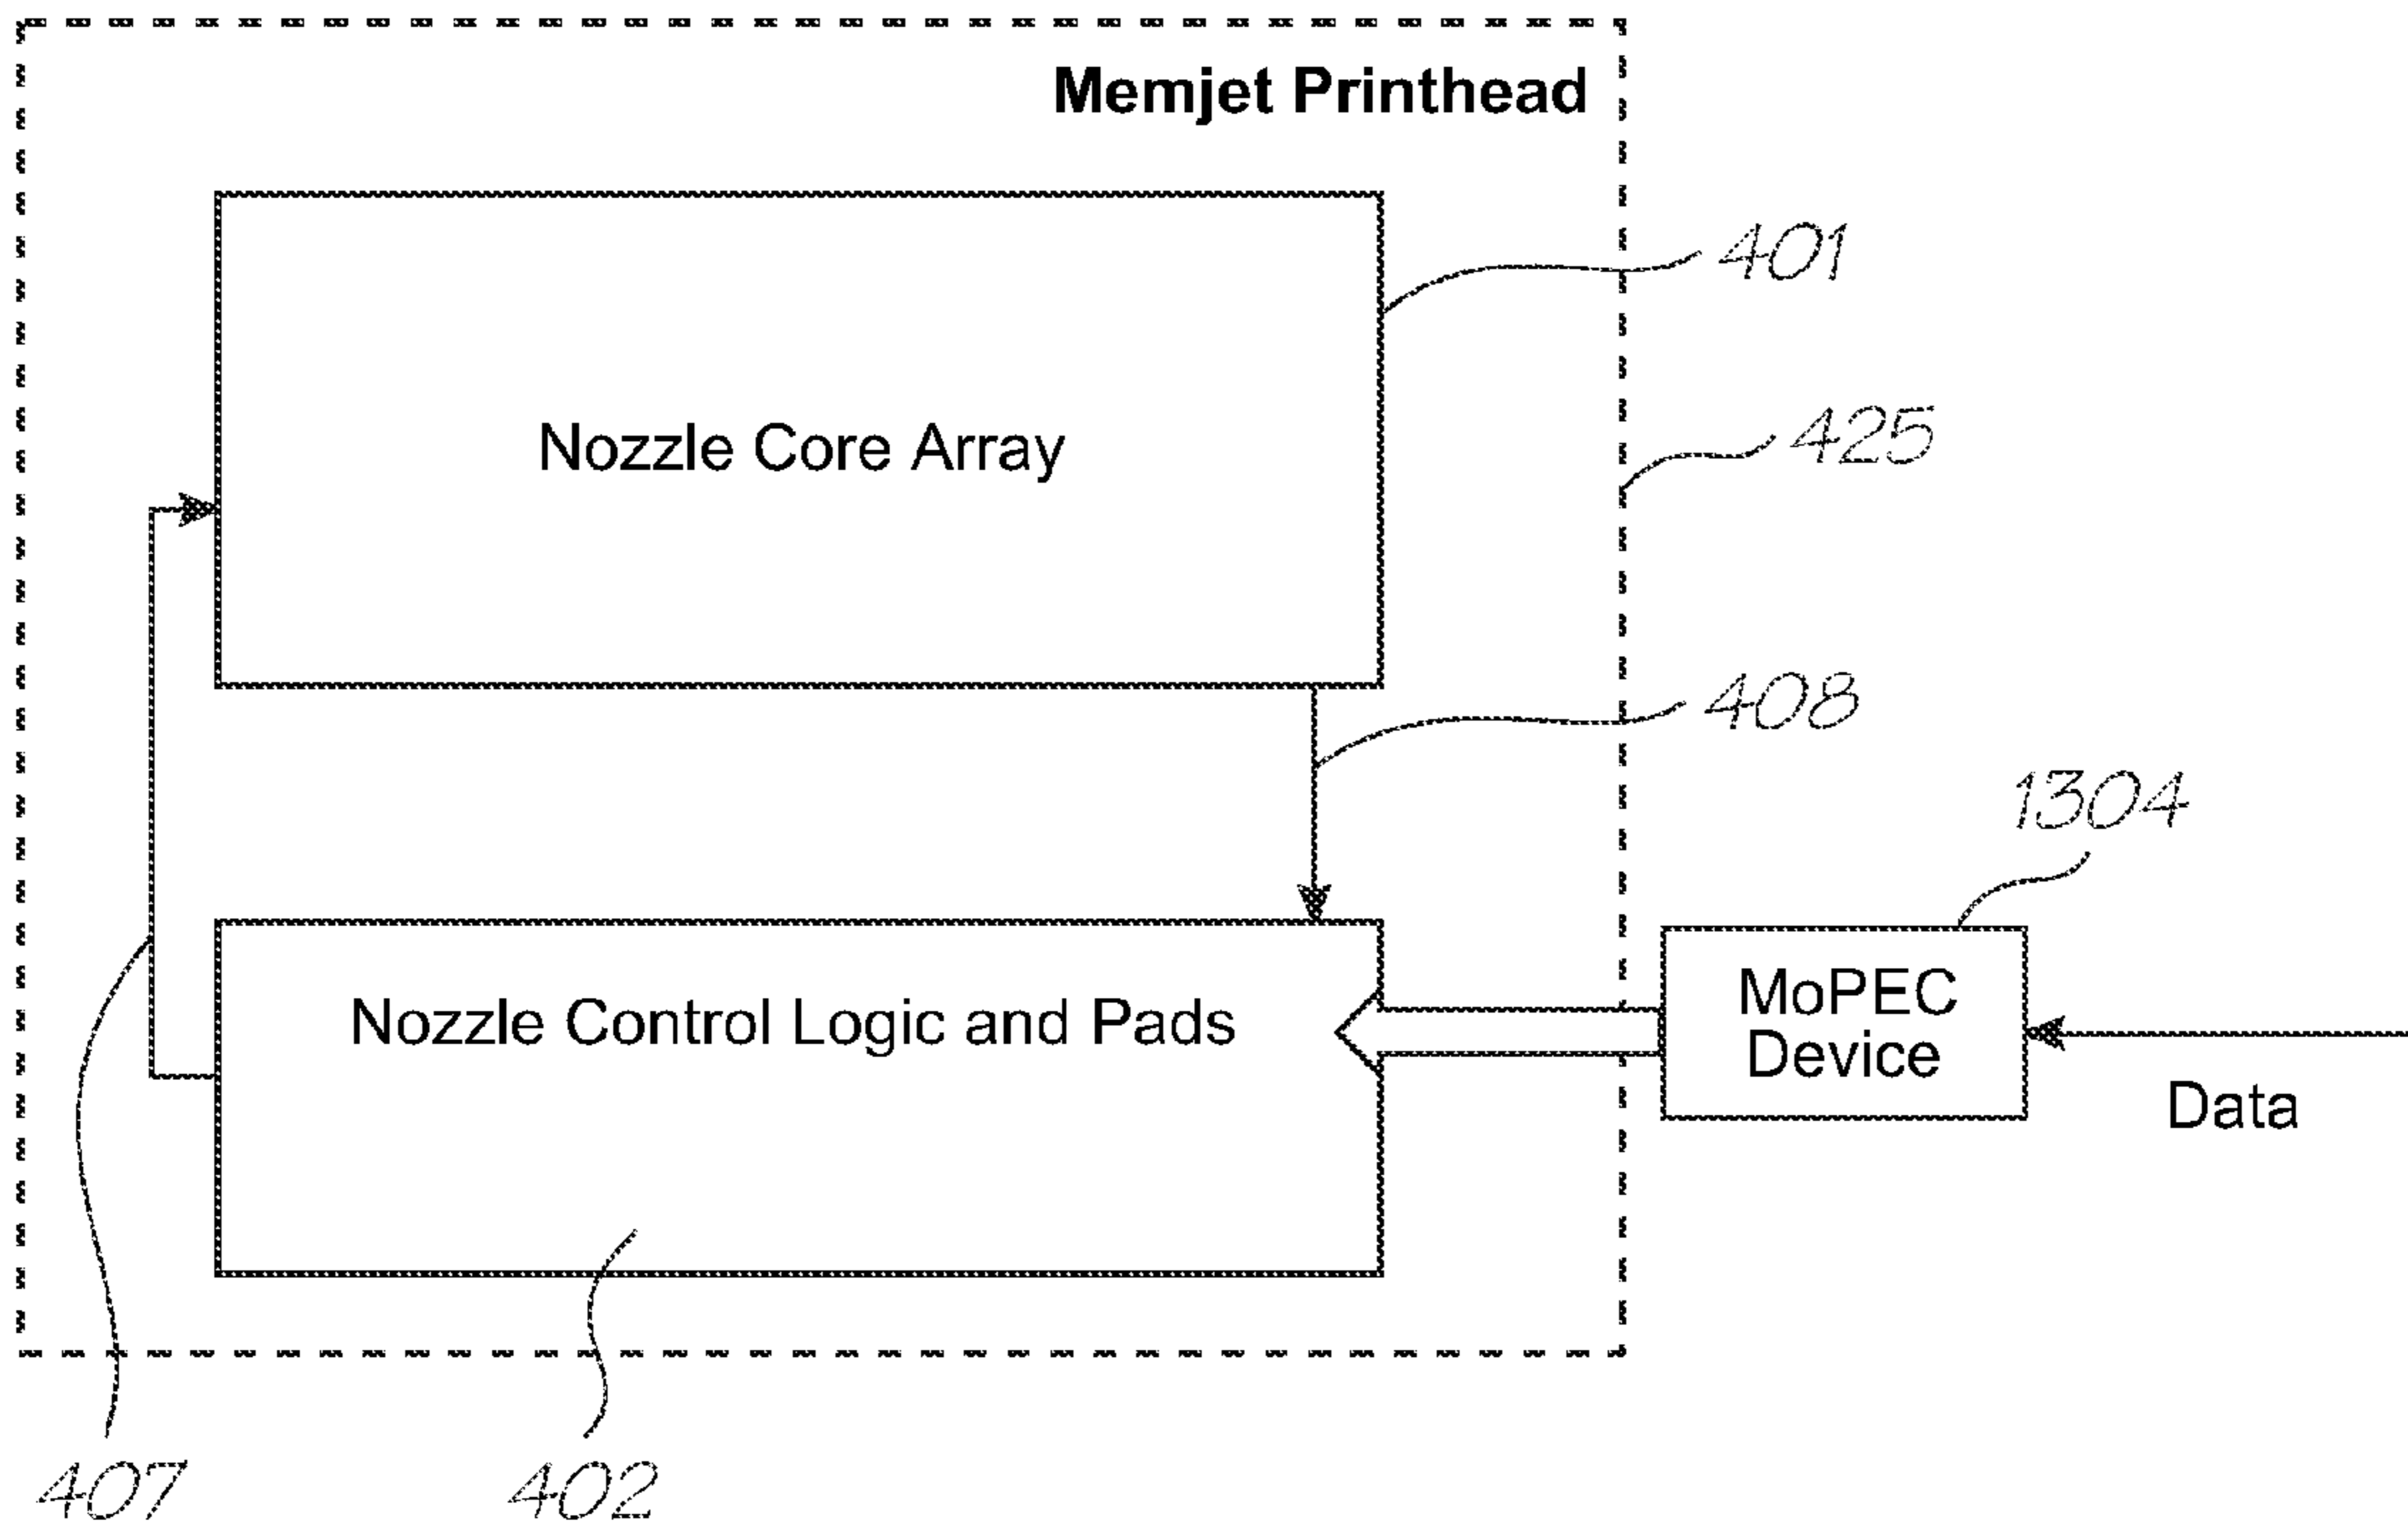 Memjet Printhead
401
Nozzle Core Array
425
408
1304
MoPEC
Device
Nozzle Control Logic and Pads
Data
407
402